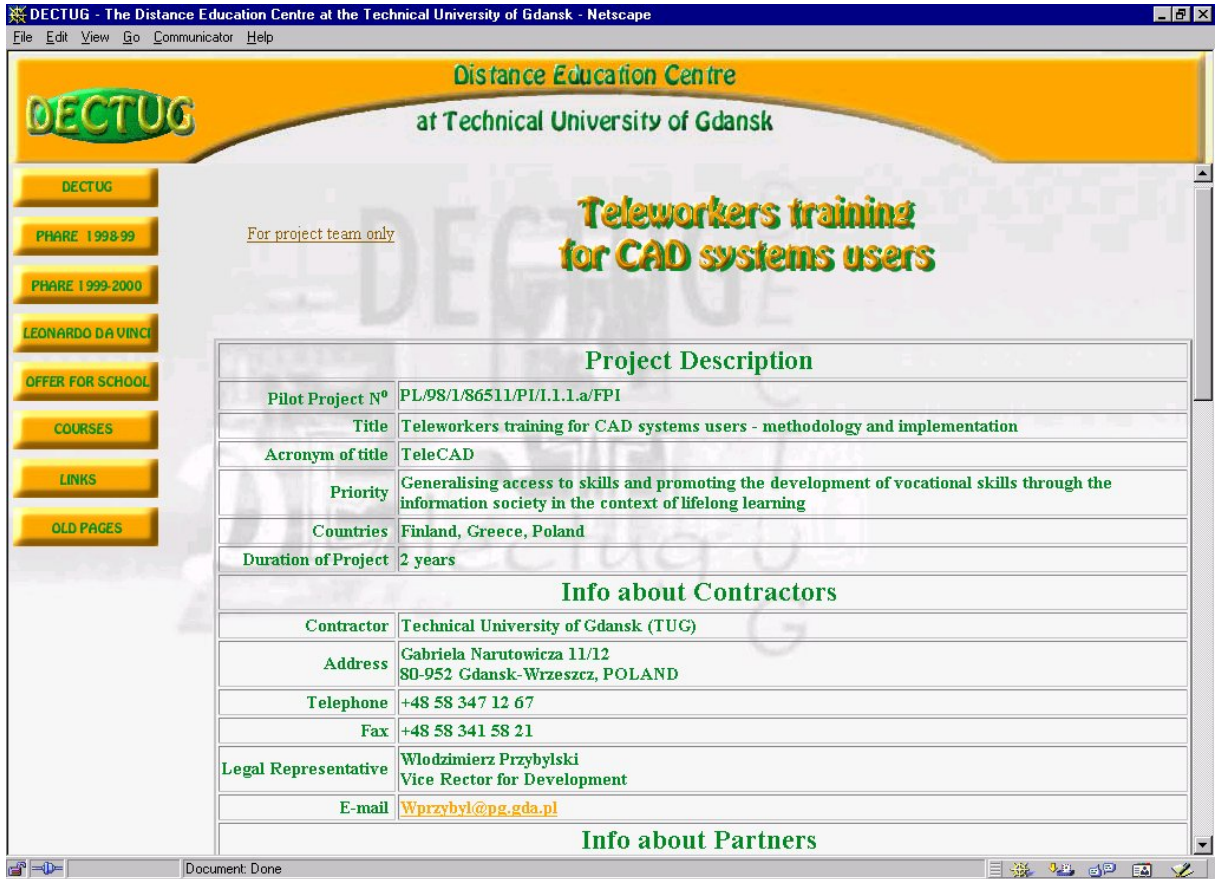 DECTUG - The Distance Education Centre at the Technical University of Gdansk - Netscape
File Edit View Go Communicator Help
DECTUG
Distance Education Centre
at Technical University of Gdansk
DECTUG
PHARE 1998-99
PHARE 1999-2000
LEONARDO DA VINCI
OFFER FOR SCHOOL
COURSES
LINKS
OLD PAGES
For project team only
Teleworkers training
for CAD systems users
Project Description
Pilot Project Nº PL/98/1/86511/PI/I.1.1.a/FPI
Title Teleworkers training for CAD systems users - methodology and implementation
Acronym of title TeleCAD
Priority Generalising access to skills and promoting the development of vocational skills through the
information society in the context of lifelong learning
Countries Finland, Greece, Poland
Duration of Project 2 years
Info about Contractors
Contractor Technical University of Gdansk (TUG)
Address Gabriela Narutowicza 11/12
80-952 Gdansk-Wrzeszcz, POLAND
Telephone +48 58 347 12 67
Fax +48 58 341 58 21
Legal Representative Wlodzimierz Przybylski
Vice Rector for Development
E-mail Wprzybyl@pg.gda.pl
Info about Partners
Document: Done